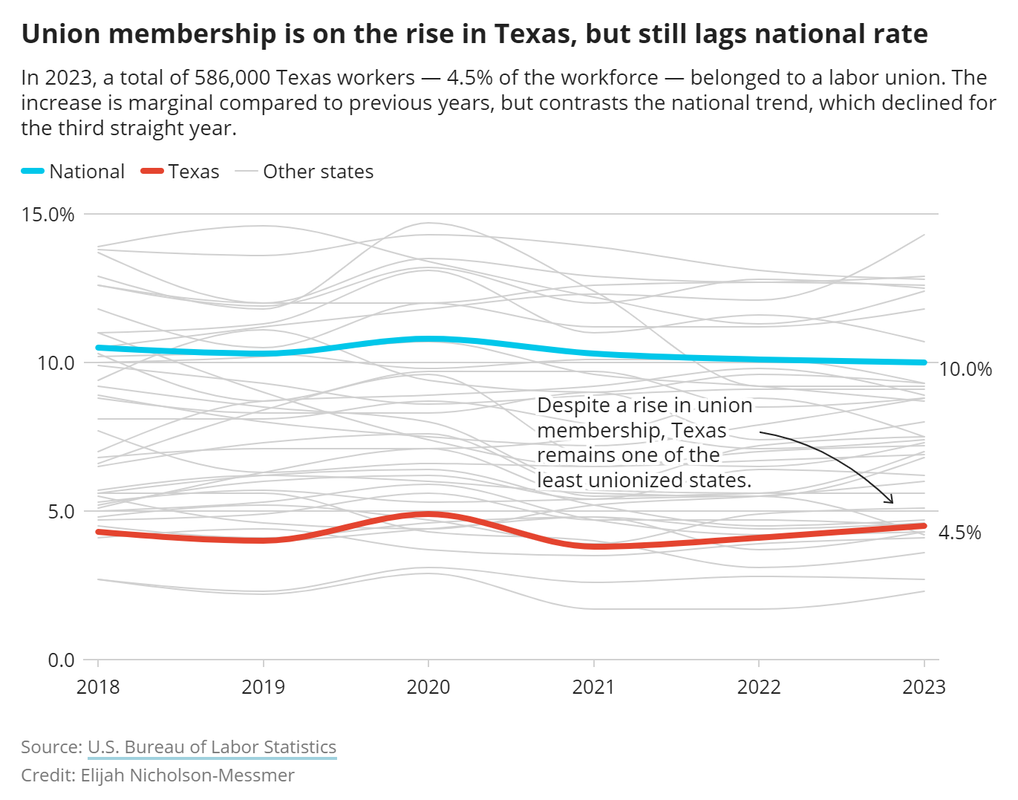 Union membership is on the rise in Texas, but still lags national rate
In 2023, a total of 586,000 Texas workers — 4.5% of the workforce — belonged to a labor union. The
increase is marginal compared to previous years, but contrasts the national trend, which declined for
the third straight year.
National Texas Other states
15.0%
10.0
10.0%
Despite a rise in union
membership, Texas
remains one of the
least unionized states.
5.0
4.5%
0.0
2018 2019 2020 2021 2022 2023
Source: U.S. Bureau of Labor Statistics
Credit: Elijah Nicholson-Messmer